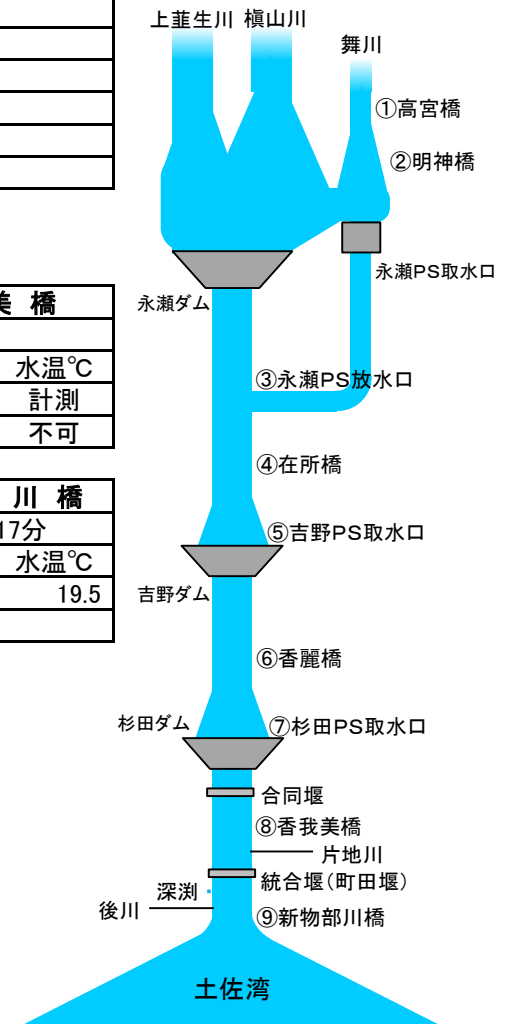 上韮生川 槇山川
舞川
①高宮橋
②明神橋
永瀬PS取水口
永瀬ダム
美 橋
水温℃
計測
不可
③永瀬PS放水口
④在所橋
川 橋
17分
水温℃
19.5
⑤吉野PS取水口
吉野ダム
⑥香麗橋
杉田ダム
⑦杉田PS取水口
合同堰
⑧香我美橋
片地川
統合堰(町田堰)
深渕
後川
⑨新物部川橋
土佐湾